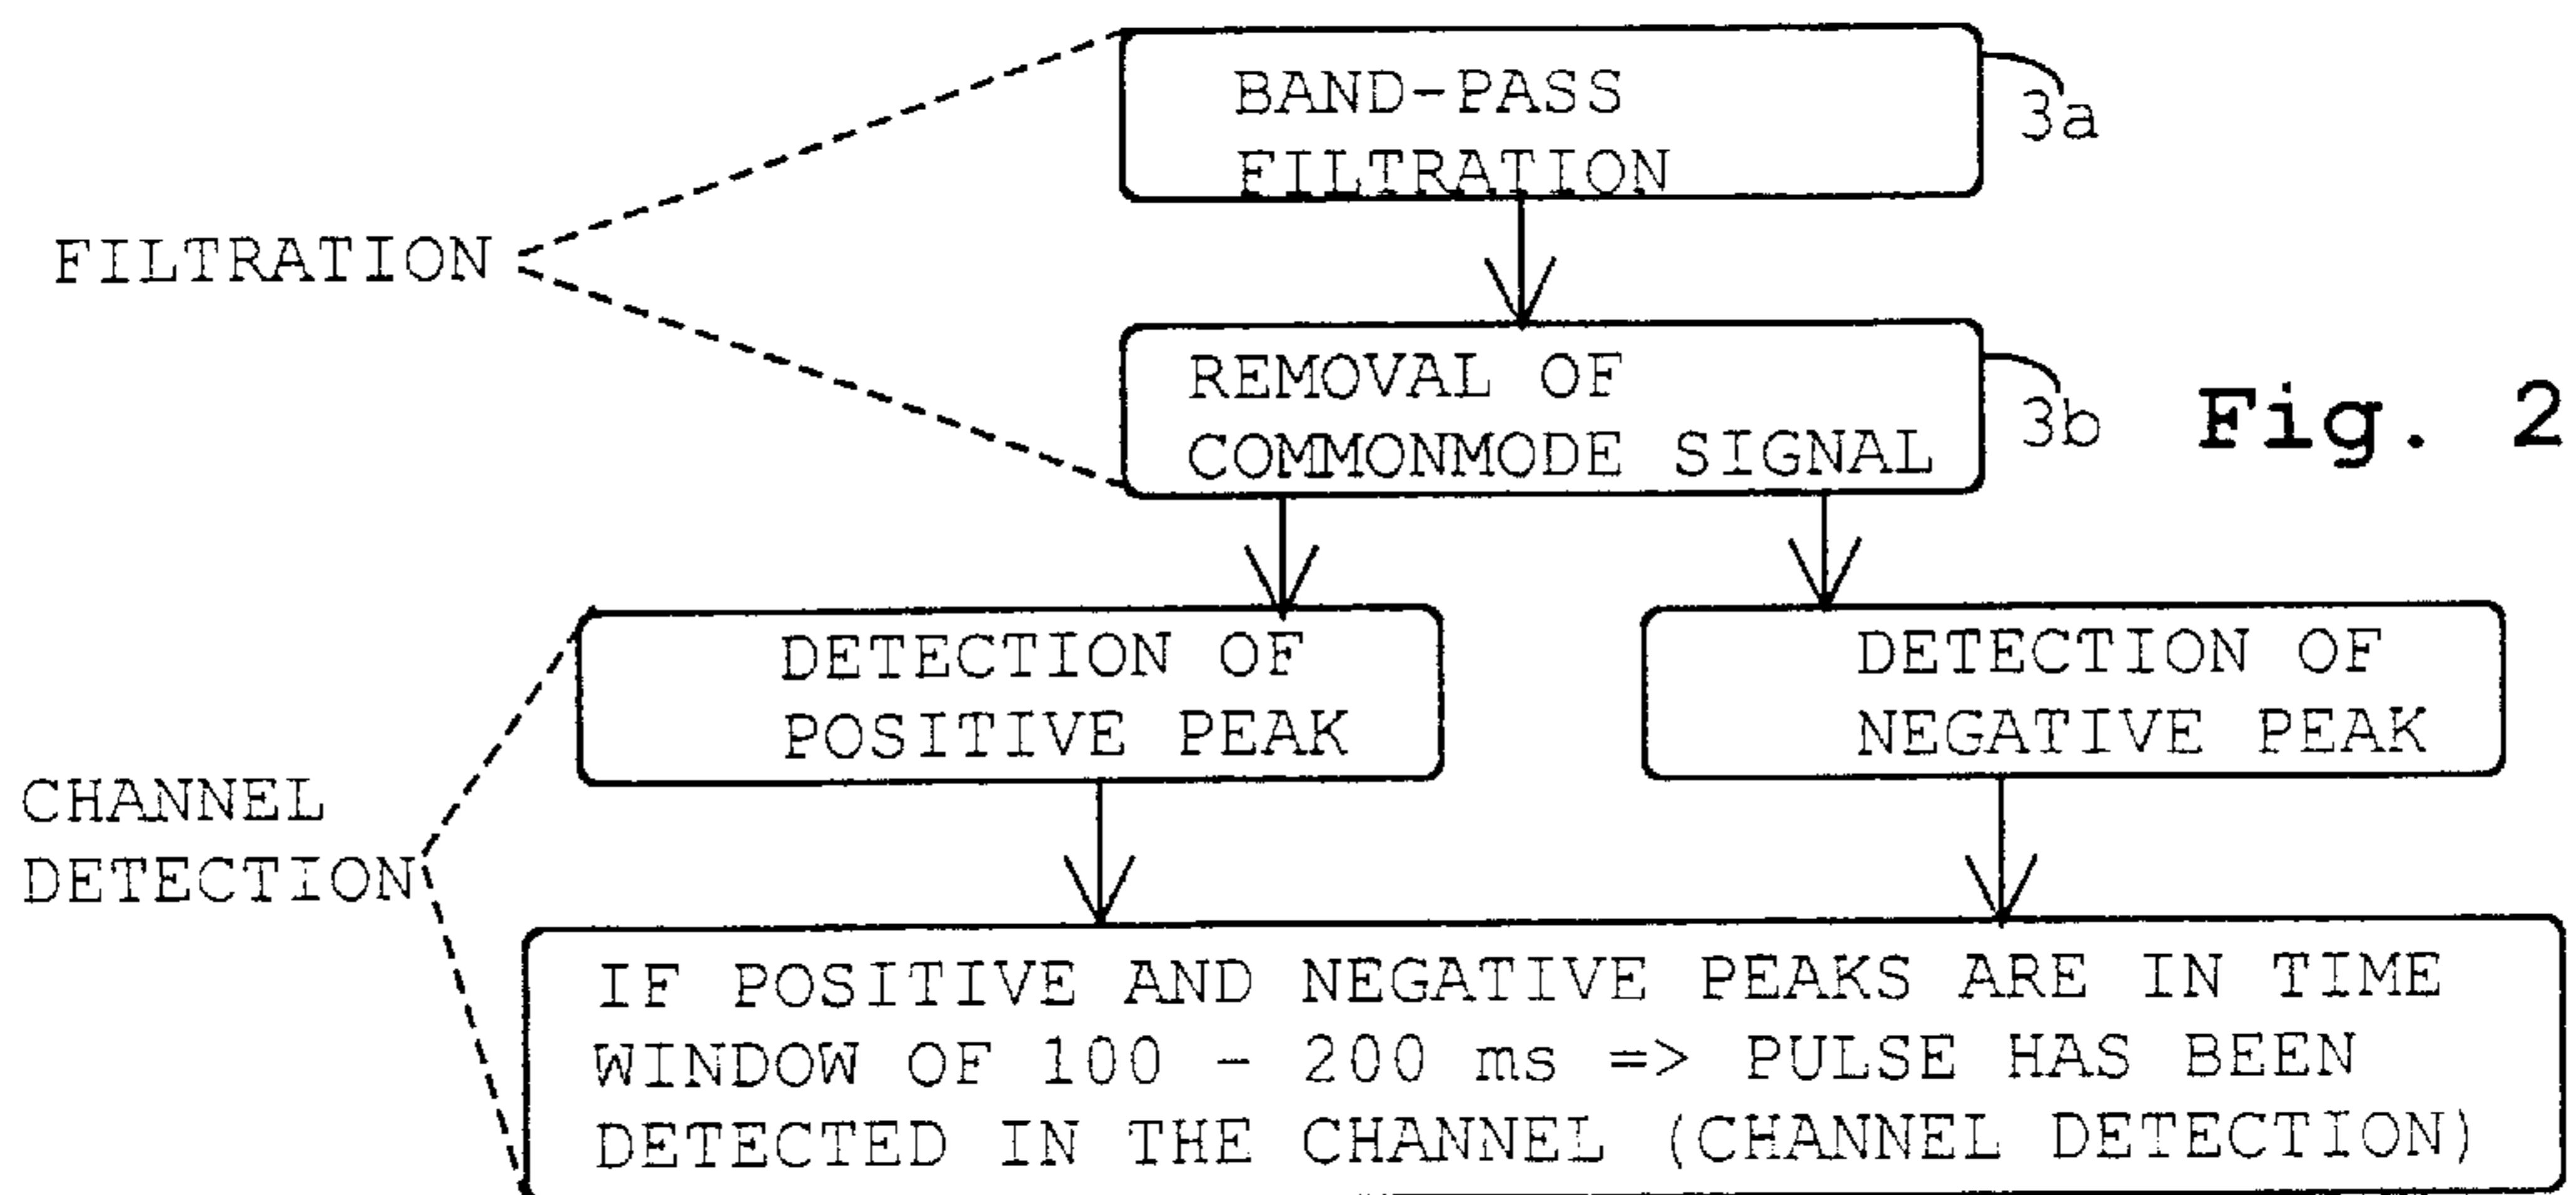 BAND-PASS
FILTRATION
3a
FILTRATION
REMOVAL OF
COMMONMODE SIGNAL
3b
Fig. 2
DETECTION OF
POSITIVE PEAK
DETECTION OF
NEGATIVE PEAK
CHANNEL
DETECTION
IF POSITIVE AND NEGATIVE PEAKS ARE IN TIME
WINDOW OF 100 - 200 ms => PULSE HAS BEEN
DETECTED IN THE CHANNEL (CHANNEL DETECTION)